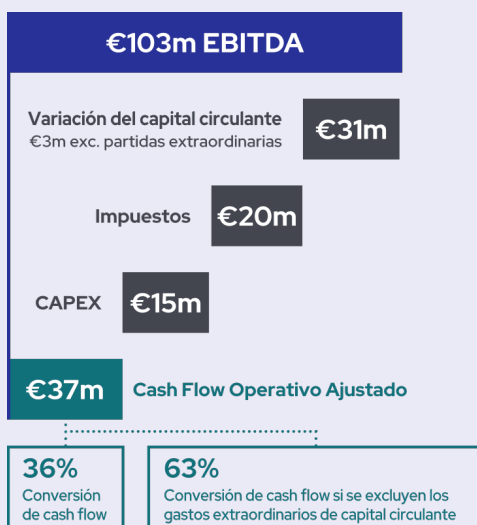 €103m EBITDA
Variación del capital circulante
€3m exc. partidas extraordinarias
€31m
Impuestos
€20m
CAPEX
€15m
€37m
Cash Flow Operativo Ajustado
36%
Conversión
de cash flow
63%
Conversión de cash flow si se excluyen los
gastos extraordinarios de capital circulante